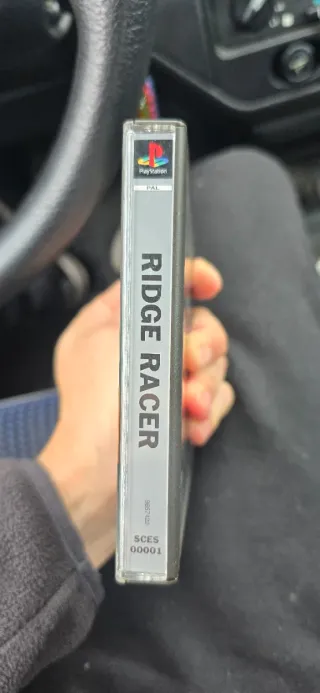 PlayStation
PAL
RIDGE RACER
SCES
00001